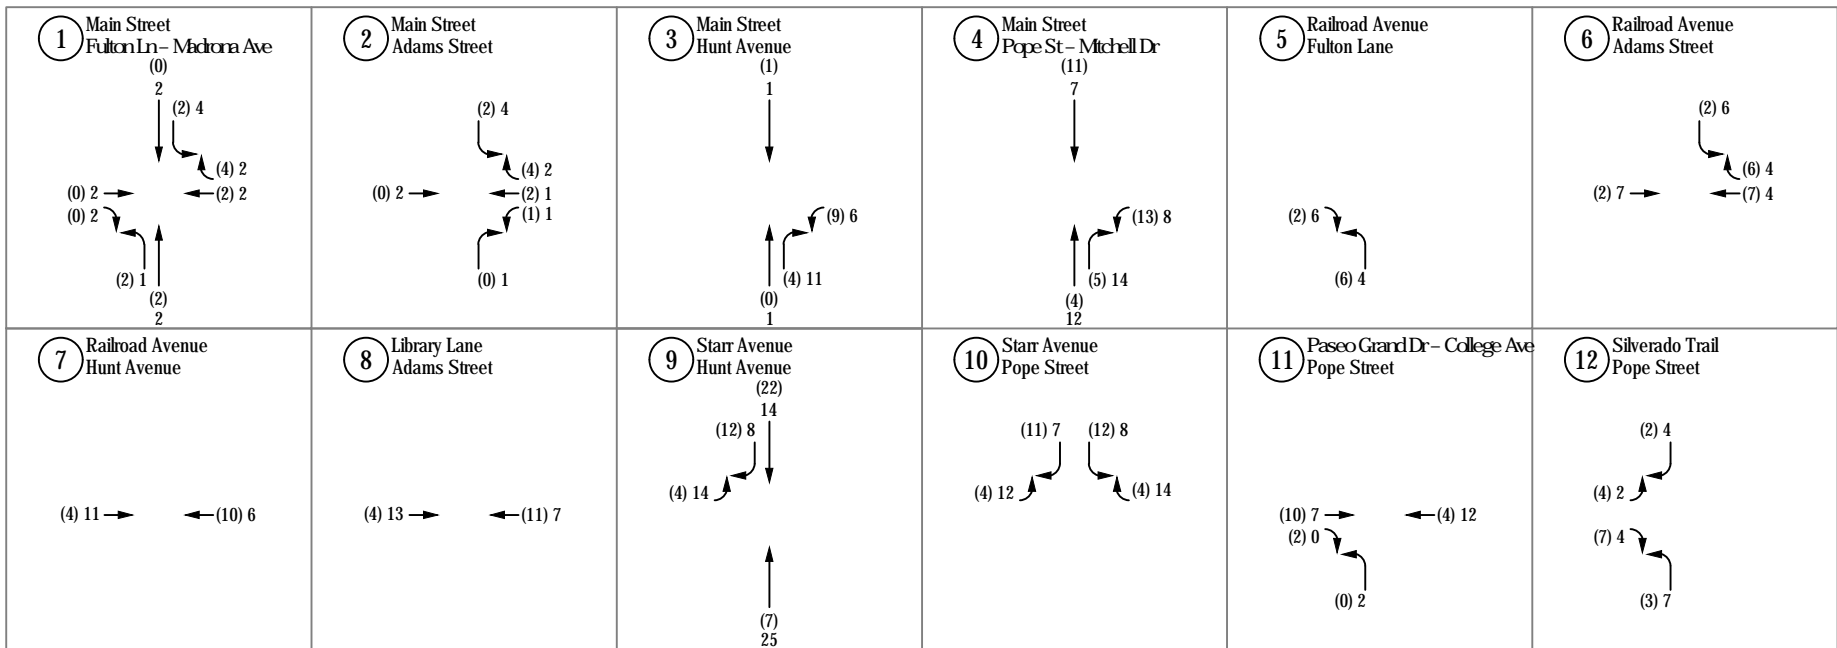 1
Main Street
Fulton Ln – Madrona Ave
(0)
2
(2) 4
(4) 2
(0) 2
(2) 2
(0) 2
(2) 1
(2)
2
2
Main Street
Adams Street
(2) 4
(4) 2
(0) 2
(2) 1
(1) 1
(0) 1
3
Main Street
Hunt Avenue
(1)
1
(9) 6
(4) 11
(0)
1
4
Main Street
Pope St – Mitchell Dr
(11)
7
(13) 8
(5) 14
(4)
12
5
Railroad Avenue
Fulton Lane
(2) 6
(6) 4
6
Railroad Avenue
Adams Street
(2) 6
(6) 4
(2) 7
(7) 4
7
Railroad Avenue
Hunt Avenue
(4) 11
(10) 6
8
Library Lane
Adams Street
(4) 13
(11) 7
9
Starr Avenue
Hunt Avenue
(22)
14
(12) 8
(4) 14
(7)
25
10
Starr Avenue
Pope Street
(11) 7
(12) 8
(4) 12
(4) 14
11
Paseo Grand Dr – College Ave
Pope Street
(10) 7
(4) 12
(2) 0
(0) 2
12
Silverado Trail
Pope Street
(2) 4
(4) 2
(7) 4
(3) 7